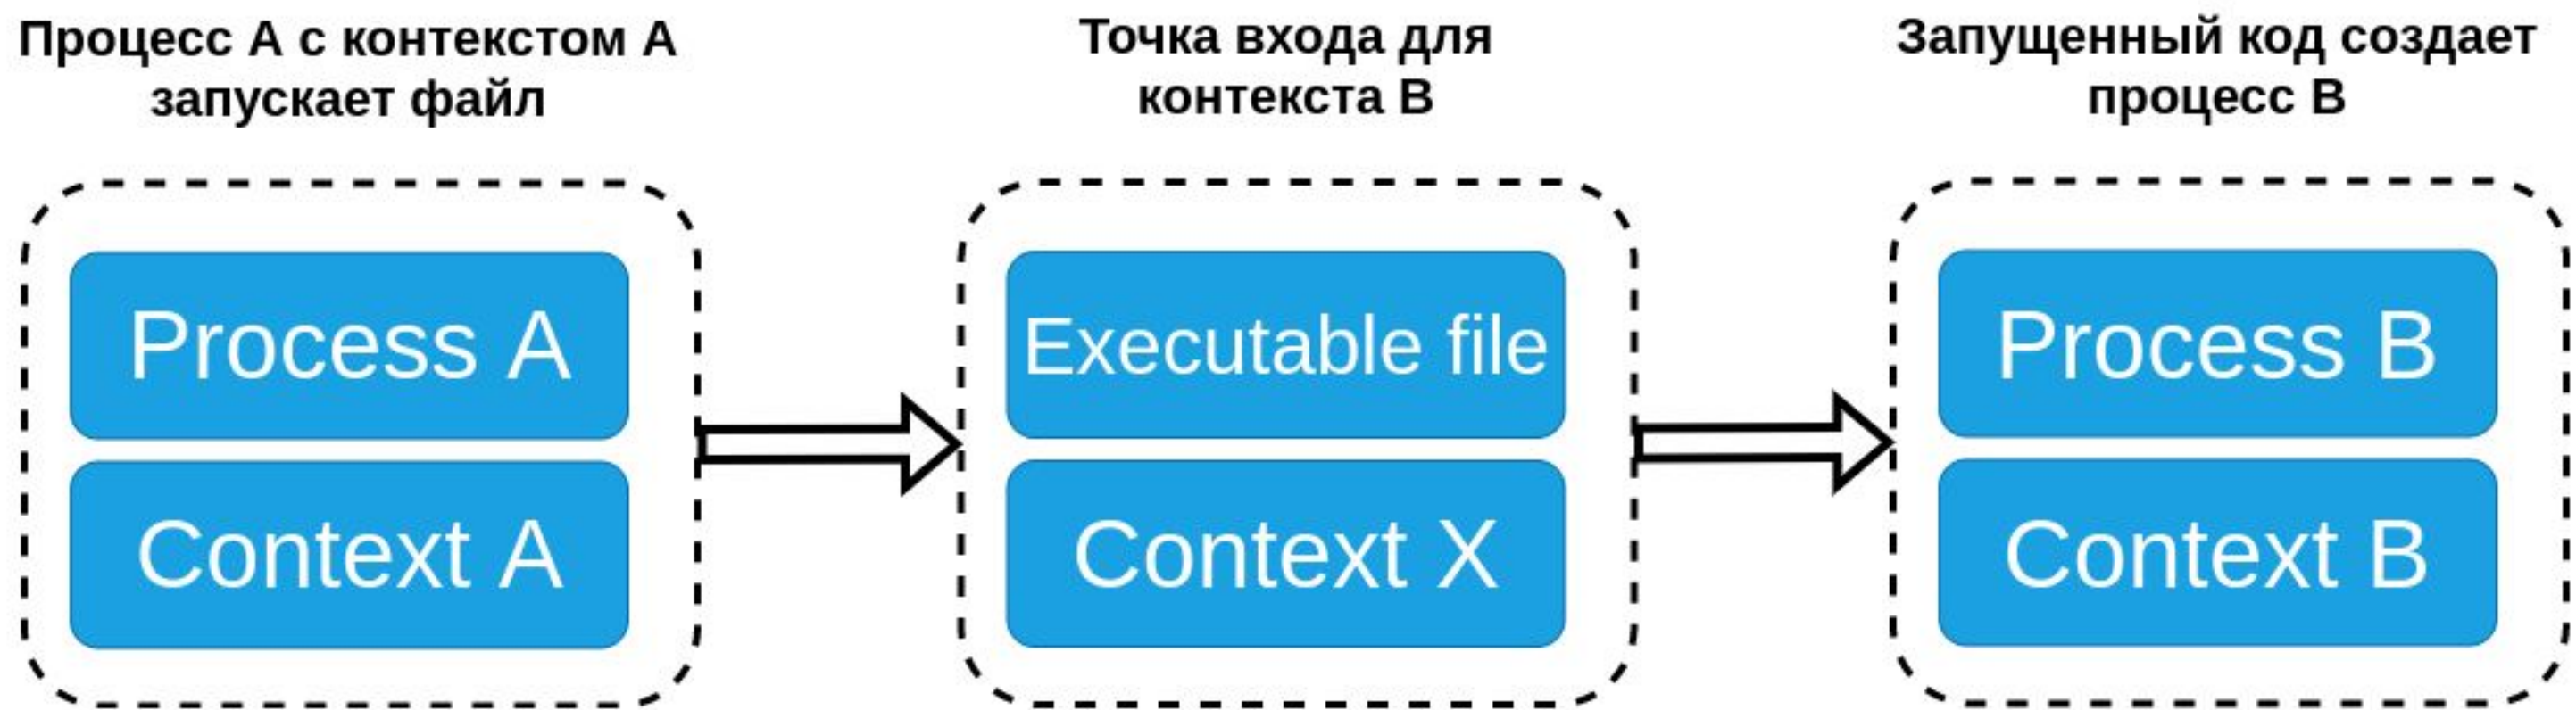 Процесс А с контекстом А
запускает файл
Точка входа для
контекста В
Запущенный код создает
процесс В
Process A
Context A
Executable file
Context X
Process B
Context B